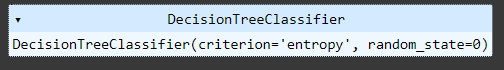 ▾ DecisionTreeClassifier
DecisionTreeClassifier(criterion='entropy', random_state=0)